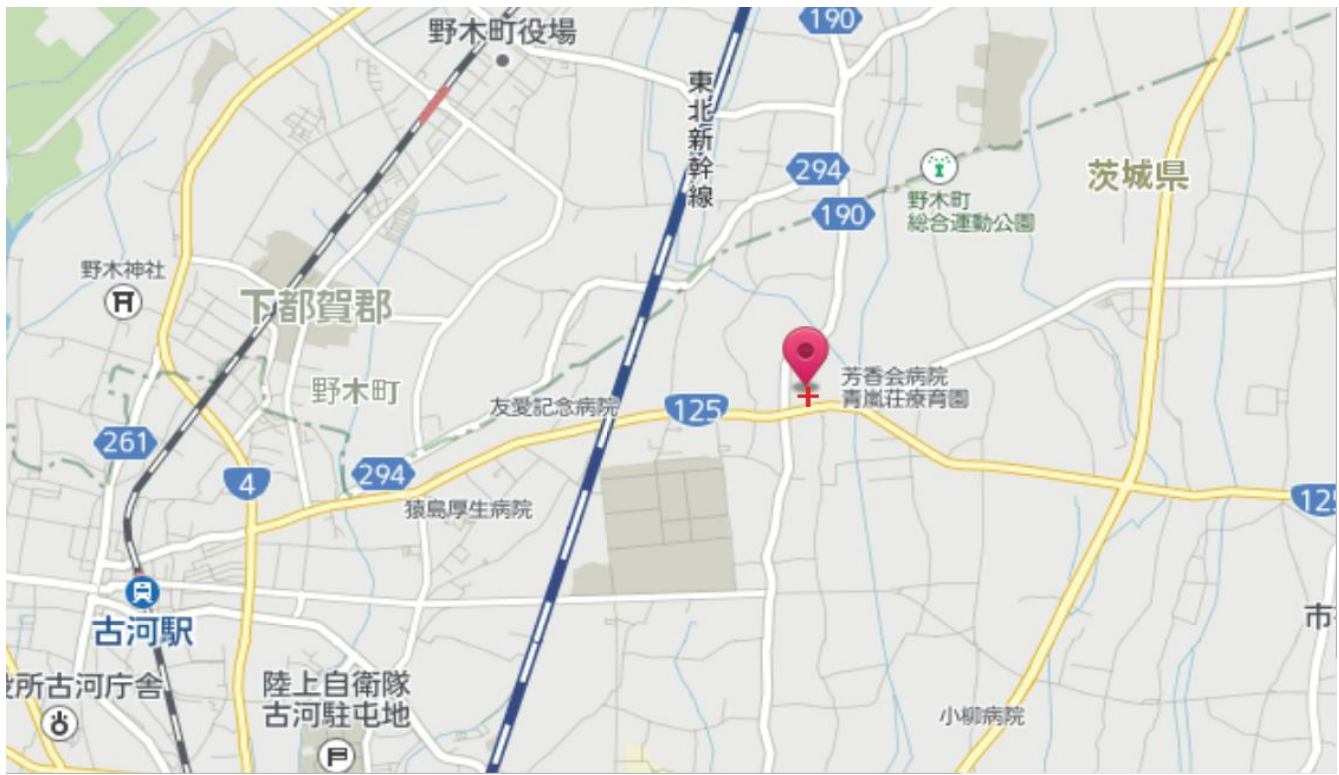 190
野木町役場
東北新幹線
294
茨城県
野木町
総合運動公園
190
野木神社
下都賀郡
野木町
芳香会病院
青嵐荘療育園
友愛記念病院
125
261
4
294
猿島厚生病院
125
古河駅
市
役所古河庁舎
陸上自衛隊
古河駐屯地
小柳病院